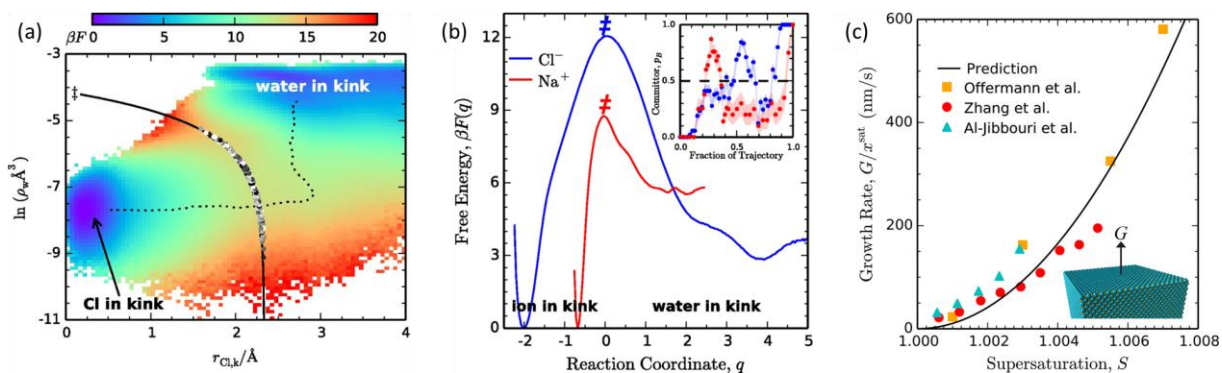 (a)
βF
0 5 10 15 20
-3
-5
-7
-9
-11
ln (ρwÅ³)
‡
water in kink
Cl in kink
0 1 2 3 4
rCl,k/Å
(b)
12
9
6
3
0
Free Energy, βF(q)
Cl⁻
Na⁺
‡
‡
1.0
0.5
0.0
Committor, pB
0.0 0.5 1.0
Fraction of Trajectory
ion in kink
water in kink
-2 -1 0 1 2 3 4 5
Reaction Coordinate, q
(c)
600
400
200
0
Growth Rate, G/xsat (nm/s)
Prediction
Offermann et al.
Zhang et al.
Al-Jibbouri et al.
G
1.000 1.002 1.004 1.006 1.008
Supersaturation, S